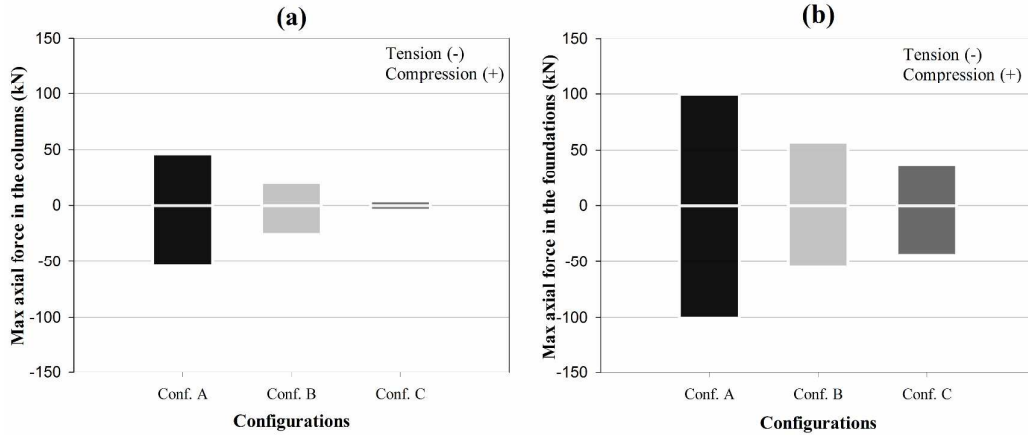 (a)
Max axial force in the columns (kN)
150
100
50
0
-50
-100
-150
Tension (-)
Compression (+)
Conf. A
Conf. B
Conf. C
Configurations
(b)
Max axial force in the foundations (kN)
150
100
50
0
-50
-100
-150
Tension (-)
Compression (+)
Conf. A
Conf. B
Conf. C
Configurations